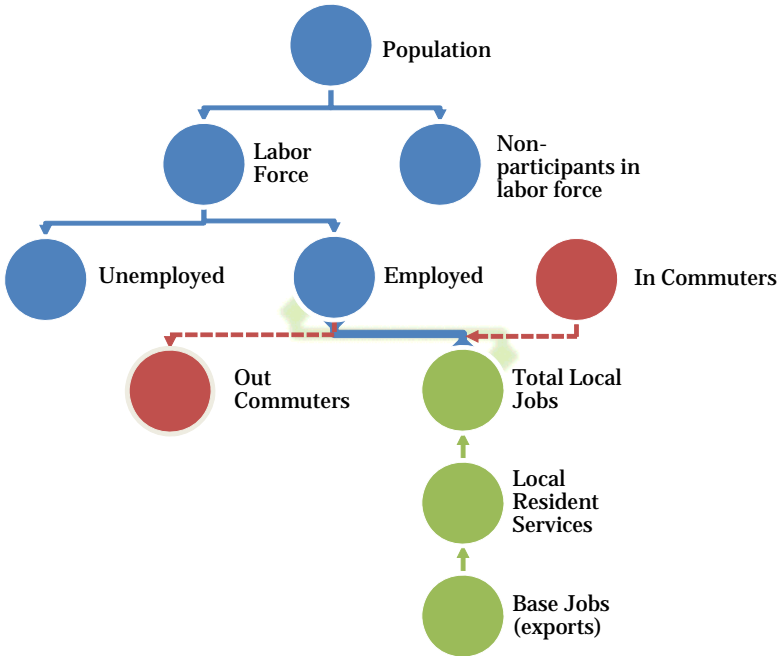 Population
Labor
Force
Non-
participants in
labor force
Unemployed
Employed
In Commuters
Out
Commuters
Total Local
Jobs
Local
Resident
Services
Base Jobs
(exports)